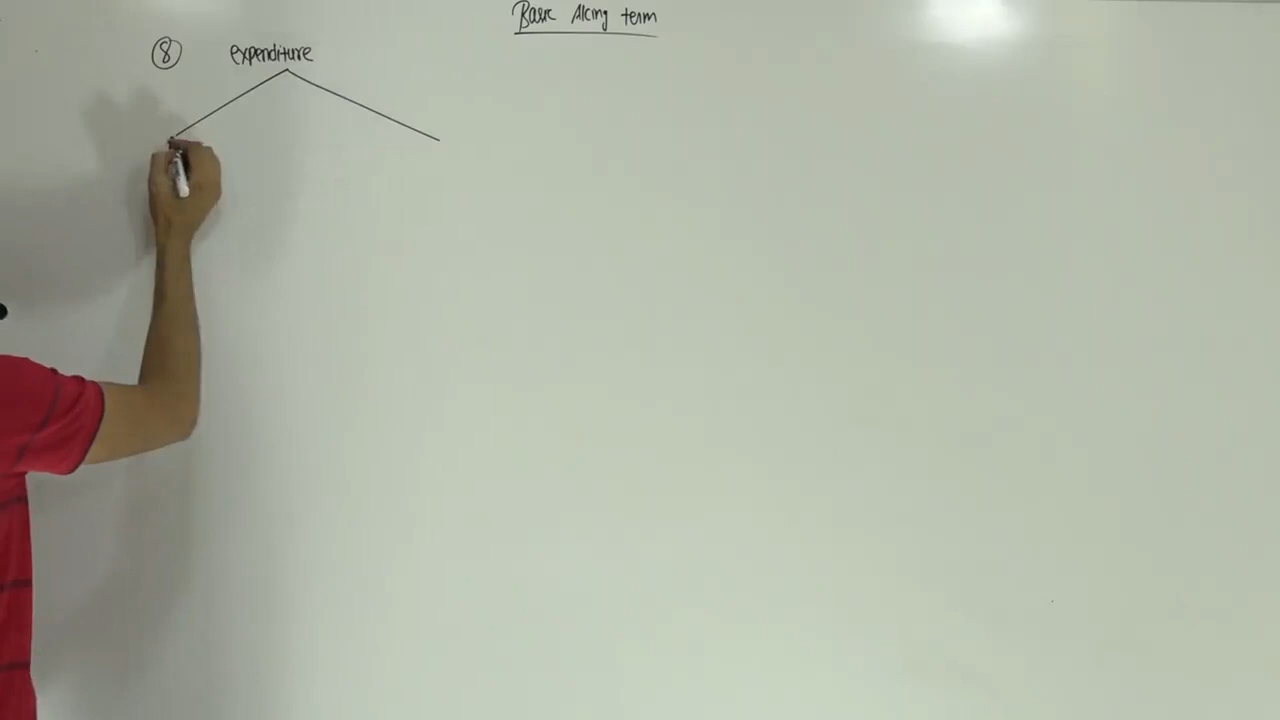 Basic A/cing term
⑧ expenditure